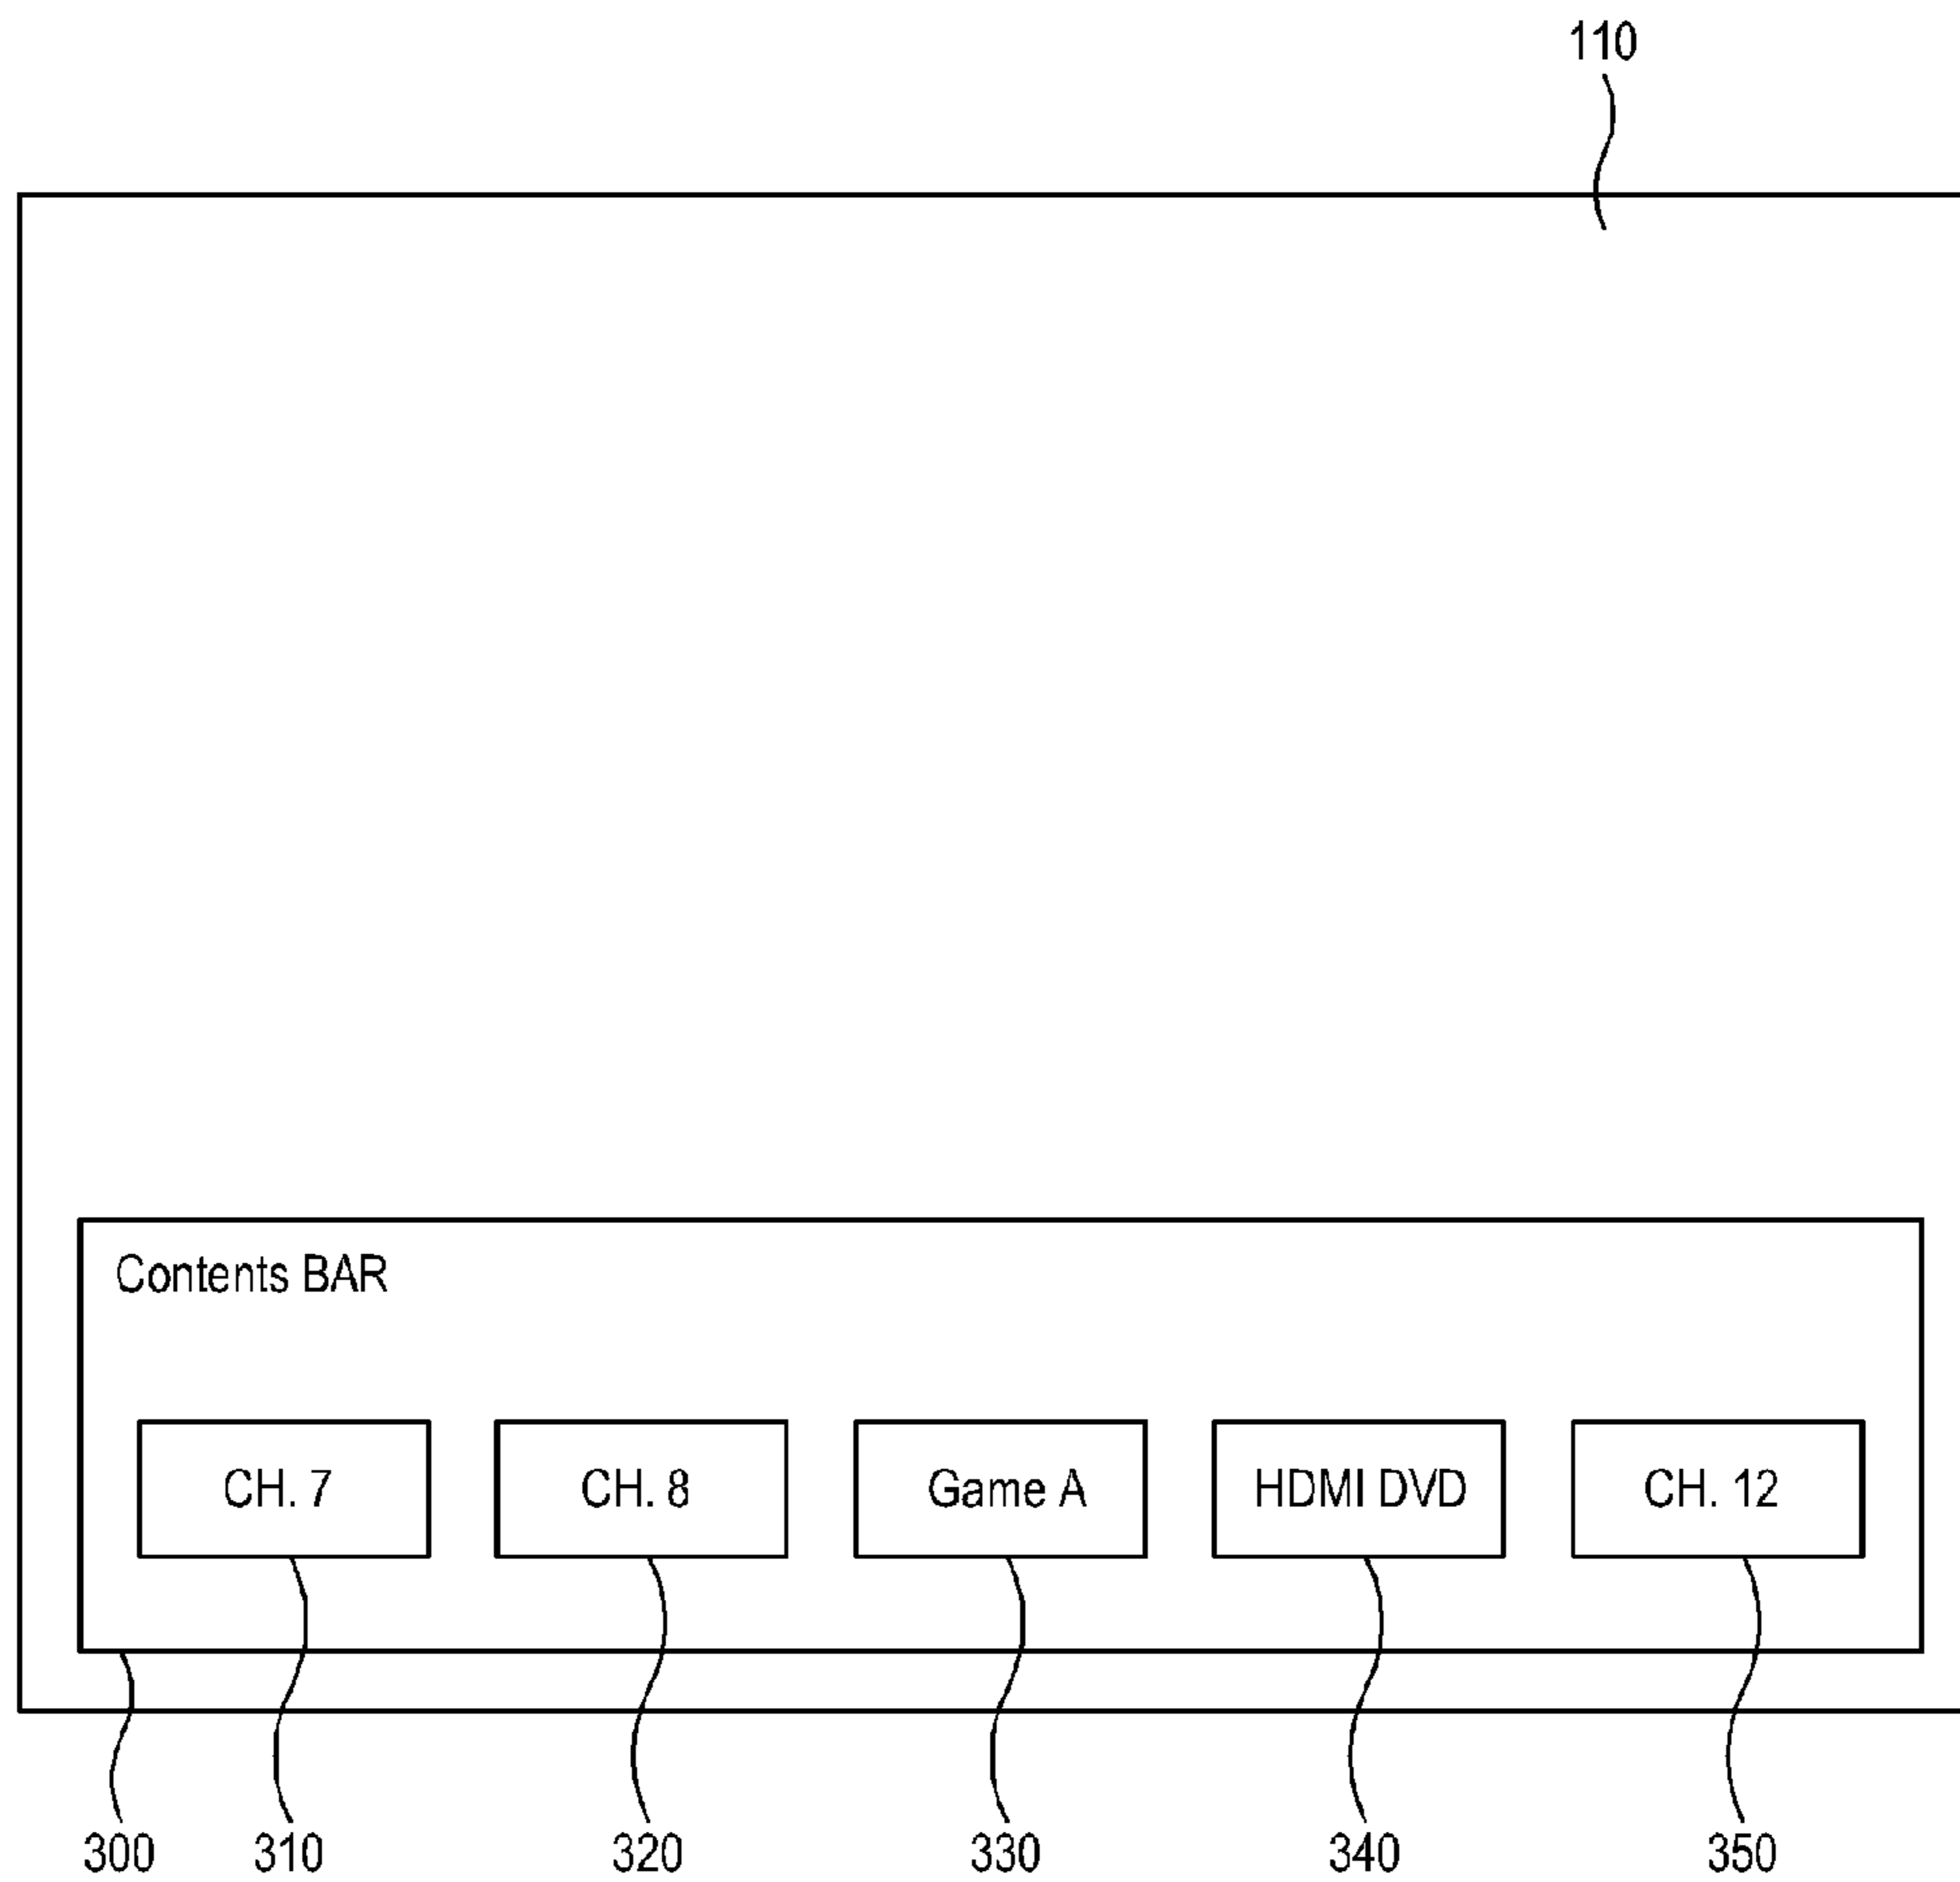 110
Contents BAR
CH. 7 CH. 8 Game A HDMI DVD CH. 12
300 310 320 330 340 350